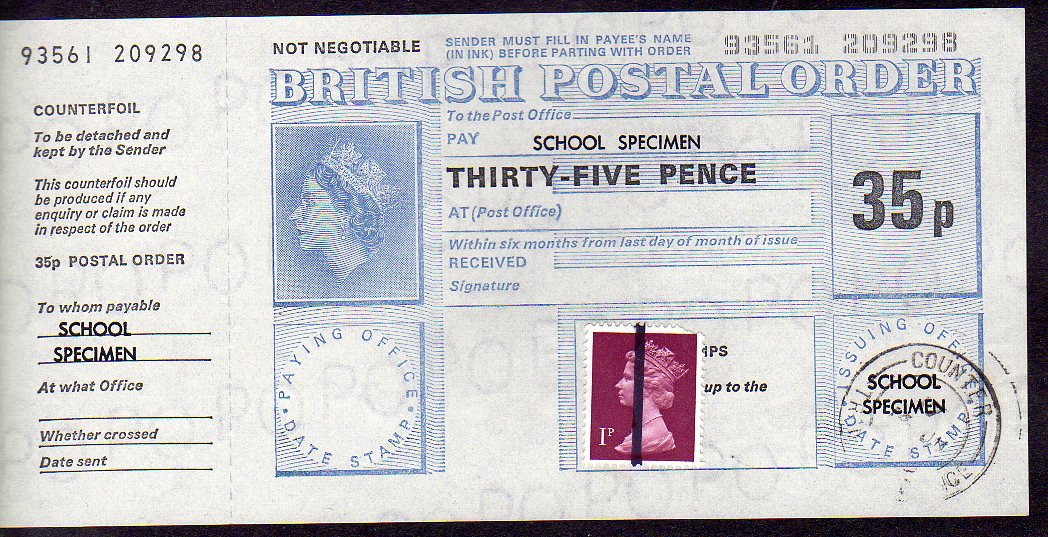 93561 209298
COUNTERFOIL
To be detached and
kept by the Sender
This counterfoil should
be produced if any
enquiry or claim is made
in respect of the order
35p POSTAL ORDER
To whom payable
SCHOOL
SPECIMEN
At what Office
Whether crossed
Date sent
NOT NEGOTIABLE
SENDER MUST FILL IN PAYEE'S NAME
(IN INK) BEFORE PARTING WITH ORDER
93561 209298
BRITISH POSTAL ORDER
To the Post Office
PAY SCHOOL SPECIMEN
THIRTY-FIVE PENCE
AT (Post Office)
Within six months from last day of month of issue
RECEIVED
Signature
35p
PAYING OFFICE
DATE STAMP
1P
up to the
ISSUING OFF
COUNTER
SCHOOL
SPECIMEN
DATE STAMP